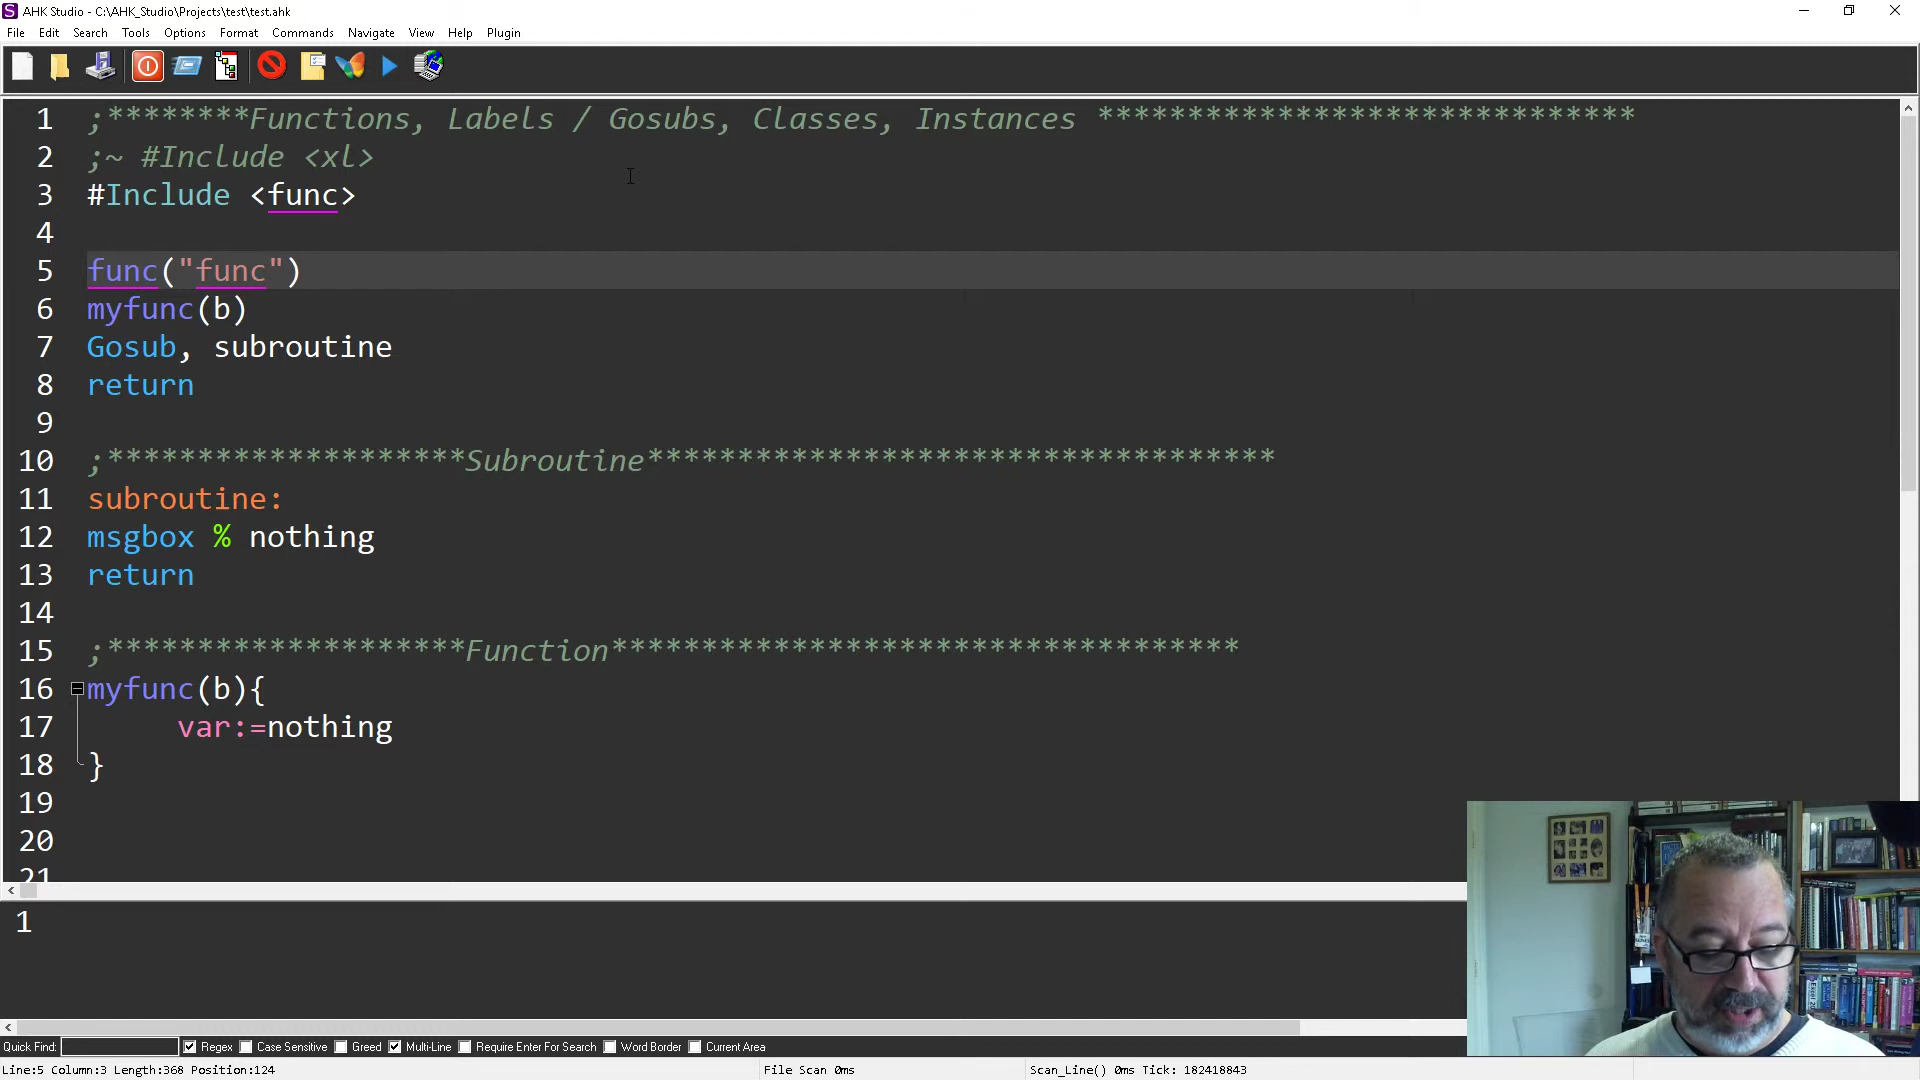 AHK Studio - C:\AHK_Studio\Projects\test\test.ahk
File Edit Search Tools Options Format Commands Navigate View Help Plugin
1 ;********Functions, Labels / Gosubs, Classes, Instances ******************************
2 ;~ #Include <xl>
3 #Include <func>
4
5 func("func")
6 myfunc(b)
7 Gosub, subroutine
8 return
9
10 ;********************Subroutine***********************************
11 subroutine:
12 msgbox % nothing
13 return
14
15 ;********************Function***********************************
16 myfunc(b){
17 var:=nothing
18 }
19
20
21
1
Quick Find: Regex Case Sensitive Greed Multi-Line Require Enter For Search Word Border Current Area
Line:5 Column:3 Length:368 Position:124 File Scan 0ms Scan_Line() 0ms Tick: 182418843